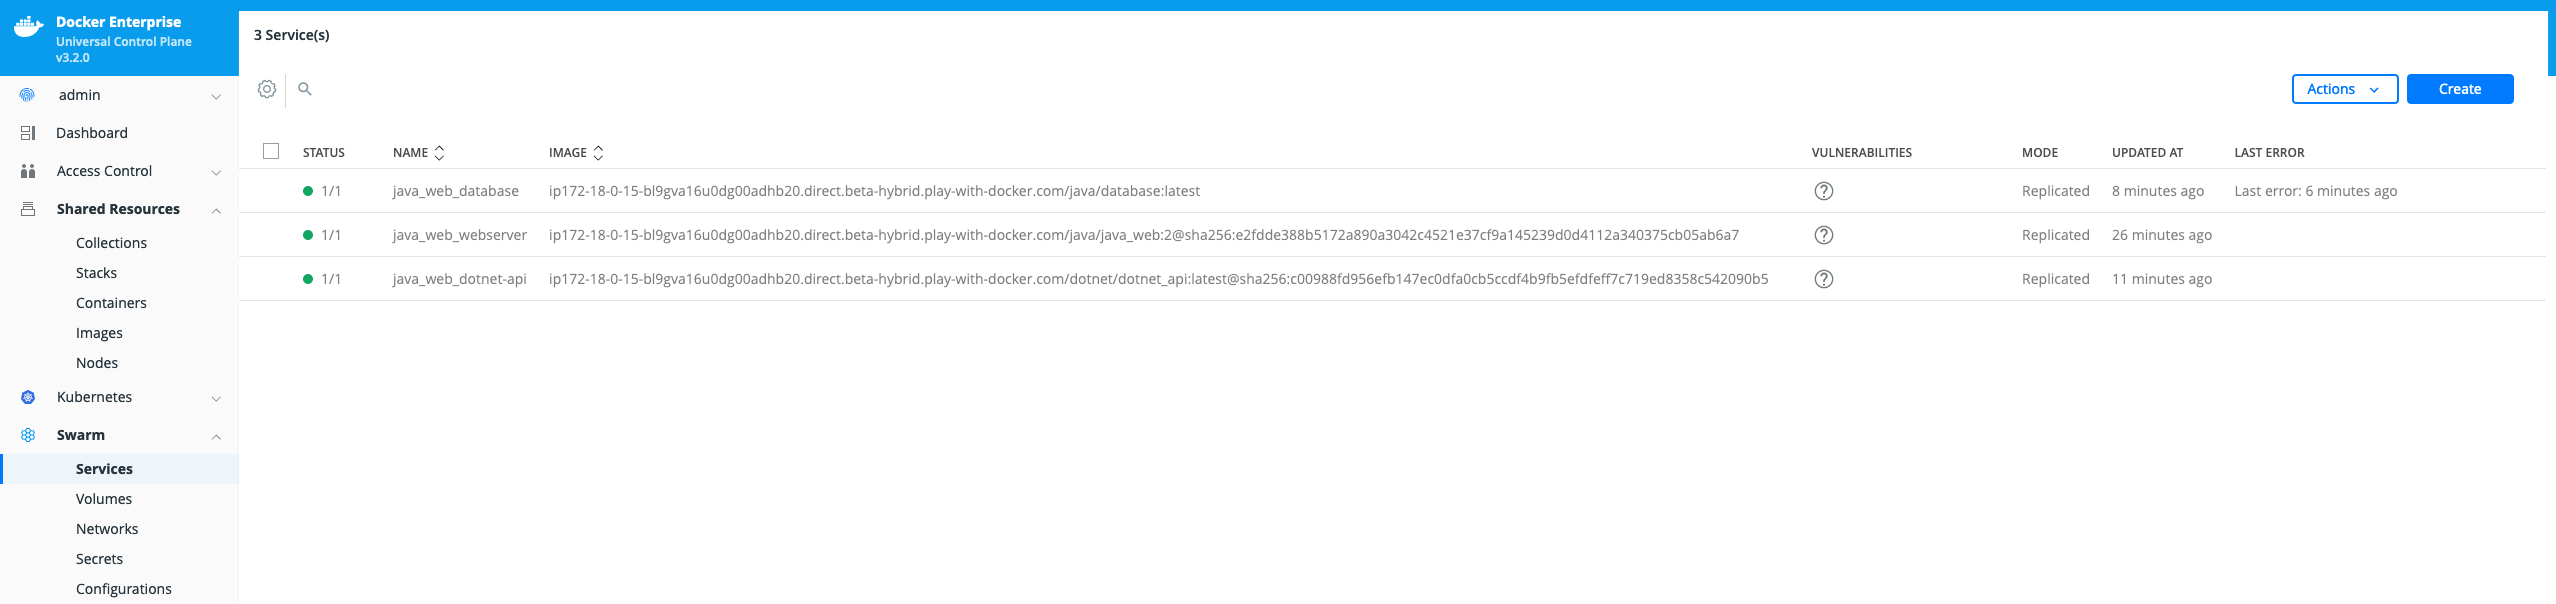 Docker Enterprise
Universal Control Plane
v3.2.0
admin
Dashboard
Access Control
Shared Resources
Collections
Stacks
Containers
Images
Nodes
Kubernetes
Swarm
Services
Volumes
Networks
Secrets
Configurations
3 Service(s)
Actions Create
STATUS NAME IMAGE VULNERABILITIES MODE UPDATED AT LAST ERROR
1/1 java_web_database ip172-18-0-15-bl9gva16u0dg00adhb20.direct.beta-hybrid.play-with-docker.com/java/database:latest ? Replicated 8 minutes ago Last error: 6 minutes ago
1/1 java_web_webserver ip172-18-0-15-bl9gva16u0dg00adhb20.direct.beta-hybrid.play-with-docker.com/java/java_web:2@sha256:e2fdde388b5172a890a3042c4521e37cf9a145239d0d4112a340375cb05ab6a7 ? Replicated 26 minutes ago
1/1 java_web_dotnet-api ip172-18-0-15-bl9gva16u0dg00adhb20.direct.beta-hybrid.play-with-docker.com/dotnet/dotnet_api:latest@sha256:c00988fd956efb147ec0dfa0cb5ccdf4b9fb5efdfeff7c719ed8358c542090b5 ? Replicated 11 minutes ago